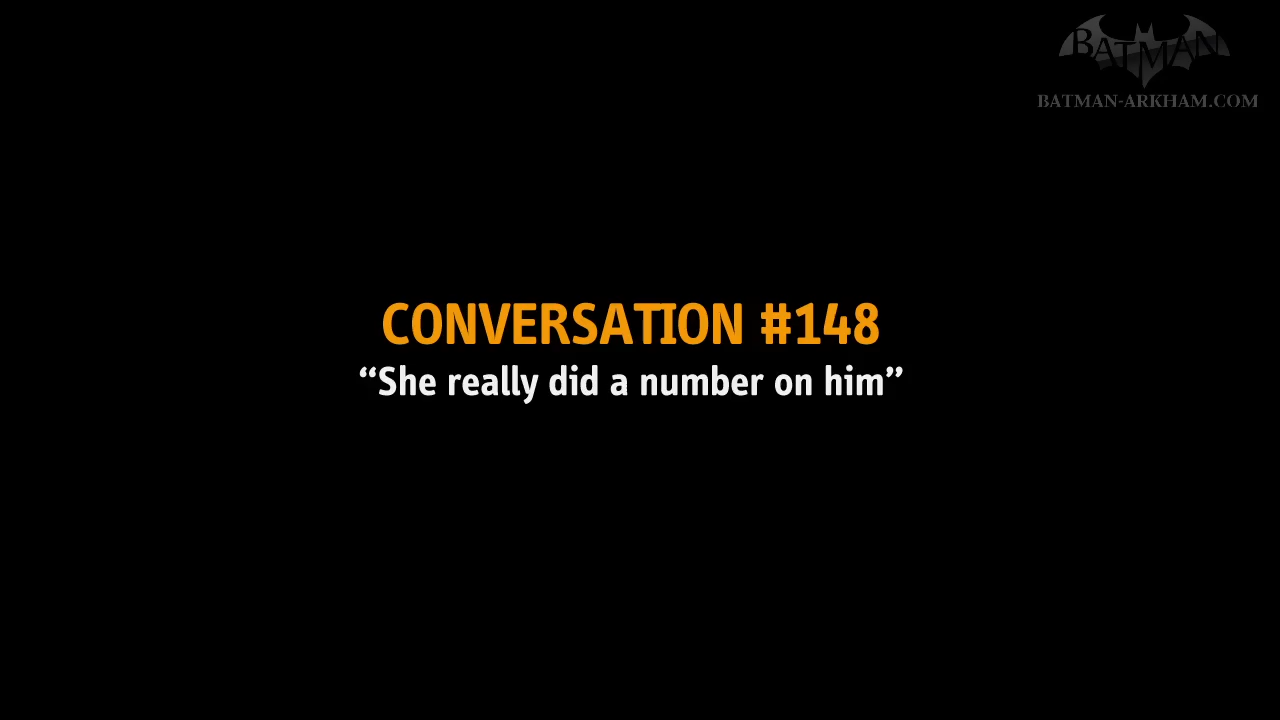 BATMAN
BATMAN-ARKHAM.COM
CONVERSATION #148
“She really did a number on him”